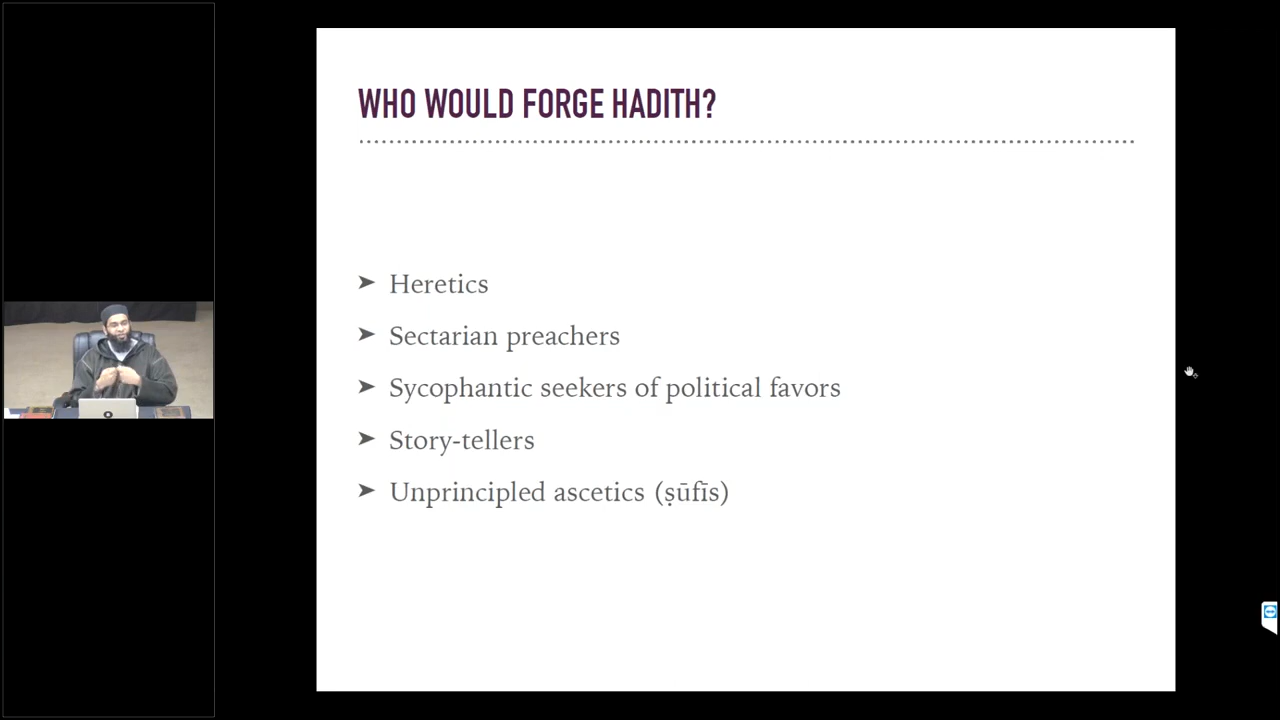 WHO WOULD FORGE HADITH?
➤ Heretics
➤ Sectarian preachers
➤ Sycophantic seekers of political favors
➤ Story-tellers
➤ Unprincipled ascetics (ṣūfīs)